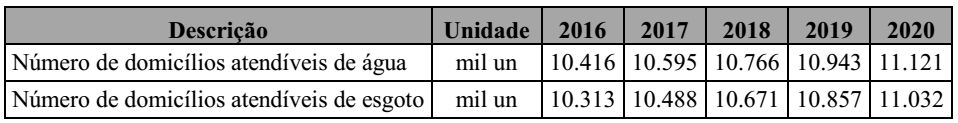 Descrição Unidade 2016 2017 2018 2019 2020
Número de domicílios atendíveis de água mil un 10.416 10.595 10.766 10.943 11.121
Número de domicílios atendíveis de esgoto mil un 10.313 10.488 10.671 10.857 11.032